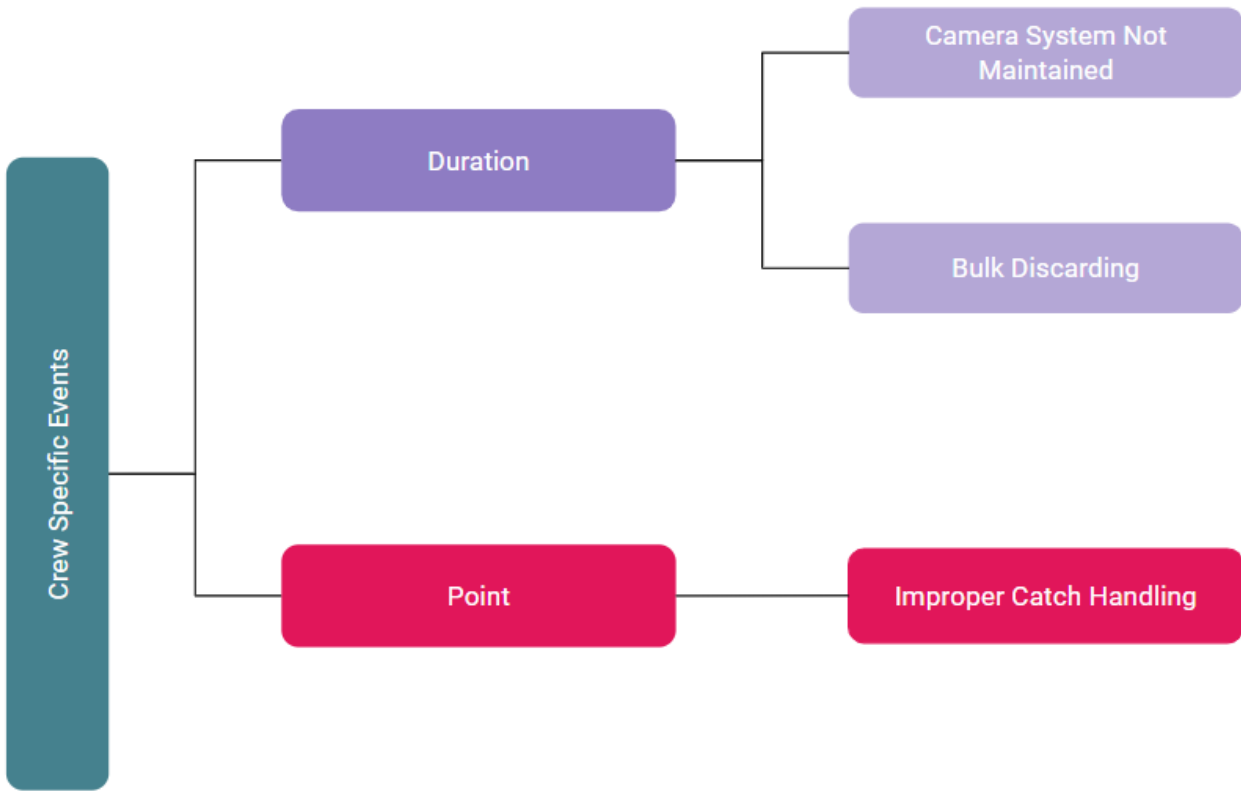 Crew Specific Events
Duration
Camera System Not
Maintained
Bulk Discarding
Point
Improper Catch Handling